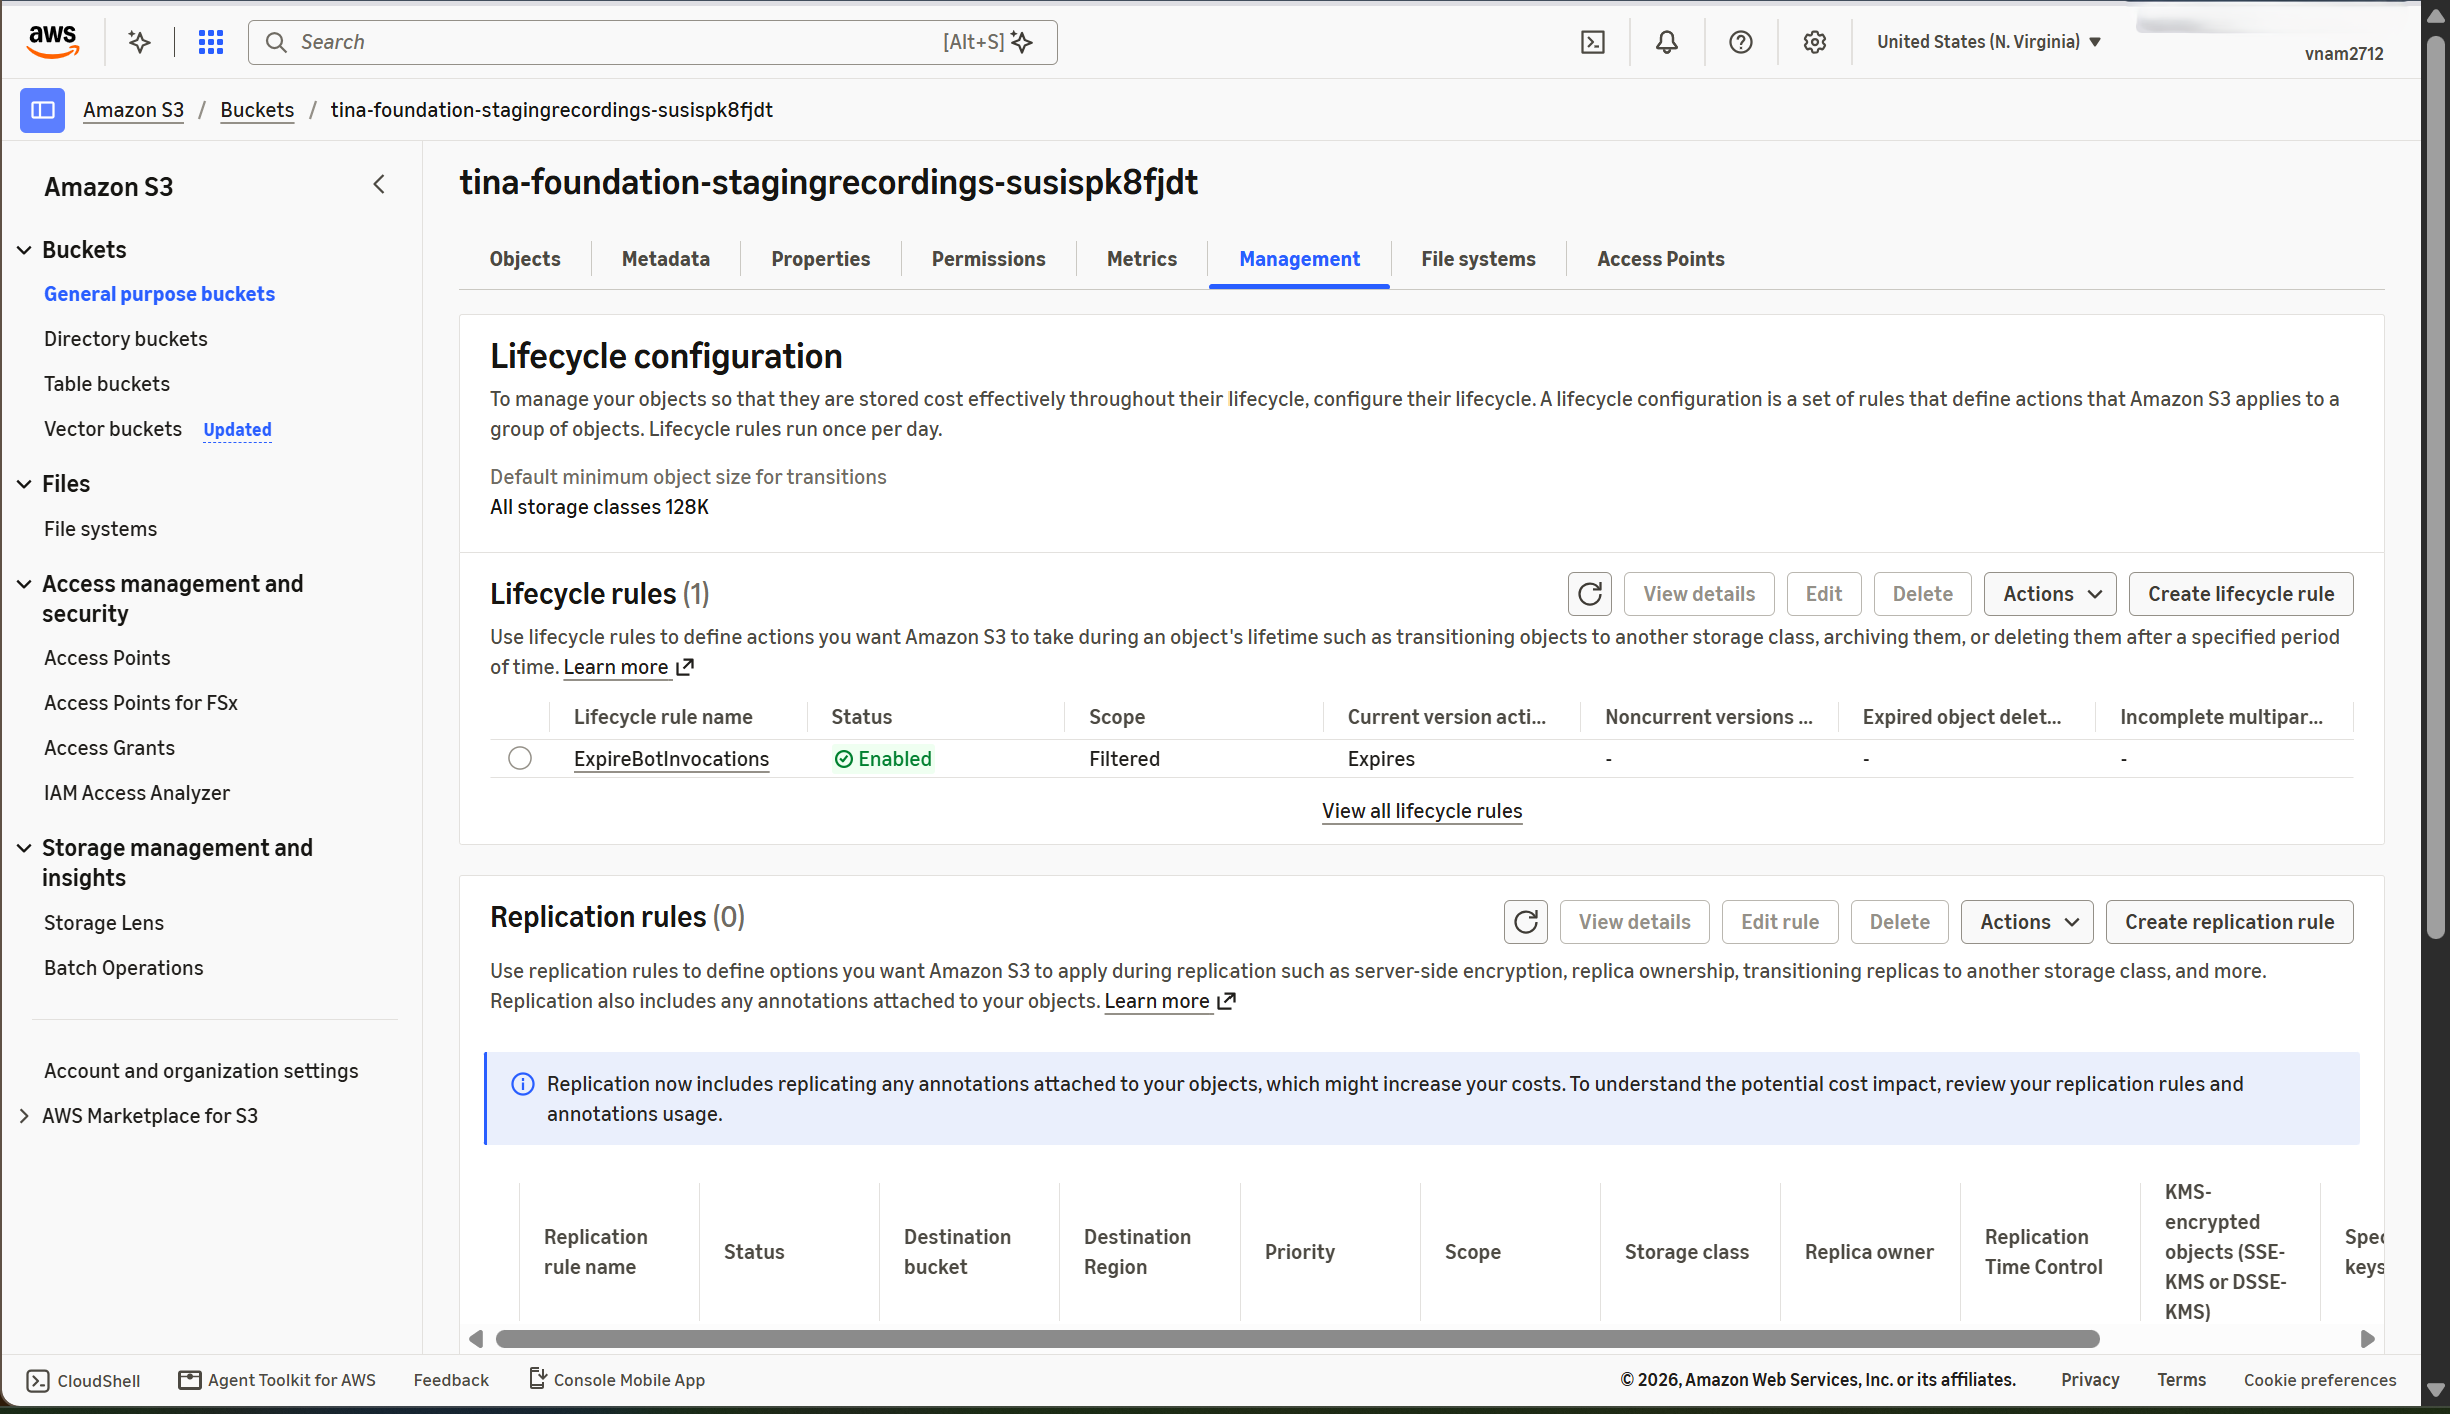 aws
Search [Alt+S]
United States (N. Virginia)
vnam2712
Amazon S3 / Buckets / tina-foundation-stagingrecordings-susispk8fjdt
Amazon S3
Buckets
General purpose buckets
Directory buckets
Table buckets
Vector buckets Updated
Files
File systems
Access management and
security
Access Points
Access Points for FSx
Access Grants
IAM Access Analyzer
Storage management and
insights
Storage Lens
Batch Operations
Account and organization settings
AWS Marketplace for S3
tina-foundation-stagingrecordings-susispk8fjdt
Objects Metadata Properties Permissions Metrics Management File systems Access Points
Lifecycle configuration
To manage your objects so that they are stored cost effectively throughout their lifecycle, configure their lifecycle. A lifecycle configuration is a set of rules that define actions that Amazon S3 applies to a
group of objects. Lifecycle rules run once per day.
Default minimum object size for transitions
All storage classes 128K
Lifecycle rules (1)
View details Edit Delete Actions Create lifecycle rule
Use lifecycle rules to define actions you want Amazon S3 to take during an object's lifetime such as transitioning objects to another storage class, archiving them, or deleting them after a specified period
of time. Learn more
Lifecycle rule name Status Scope Current version acti... Noncurrent versions ... Expired object delet... Incomplete multipar...
ExpireBotInvocations Enabled Filtered Expires - - -
View all lifecycle rules
Replication rules (0)
View details Edit rule Delete Actions Create replication rule
Use replication rules to define options you want Amazon S3 to apply during replication such as server-side encryption, replica ownership, transitioning replicas to another storage class, and more.
Replication also includes any annotations attached to your objects. Learn more
Replication now includes replicating any annotations attached to your objects, which might increase your costs. To understand the potential cost impact, review your replication rules and
annotations usage.
Replication
rule name
Status
Destination
bucket
Destination
Region
Priority
Scope
Storage class
Replica owner
Replication
Time Control
KMS-
encrypted
objects (SSE-
KMS or DSSE-
KMS)
Spec
keys
CloudShell Agent Toolkit for AWS Feedback Console Mobile App
© 2026, Amazon Web Services, Inc. or its affiliates. Privacy Terms Cookie preferences